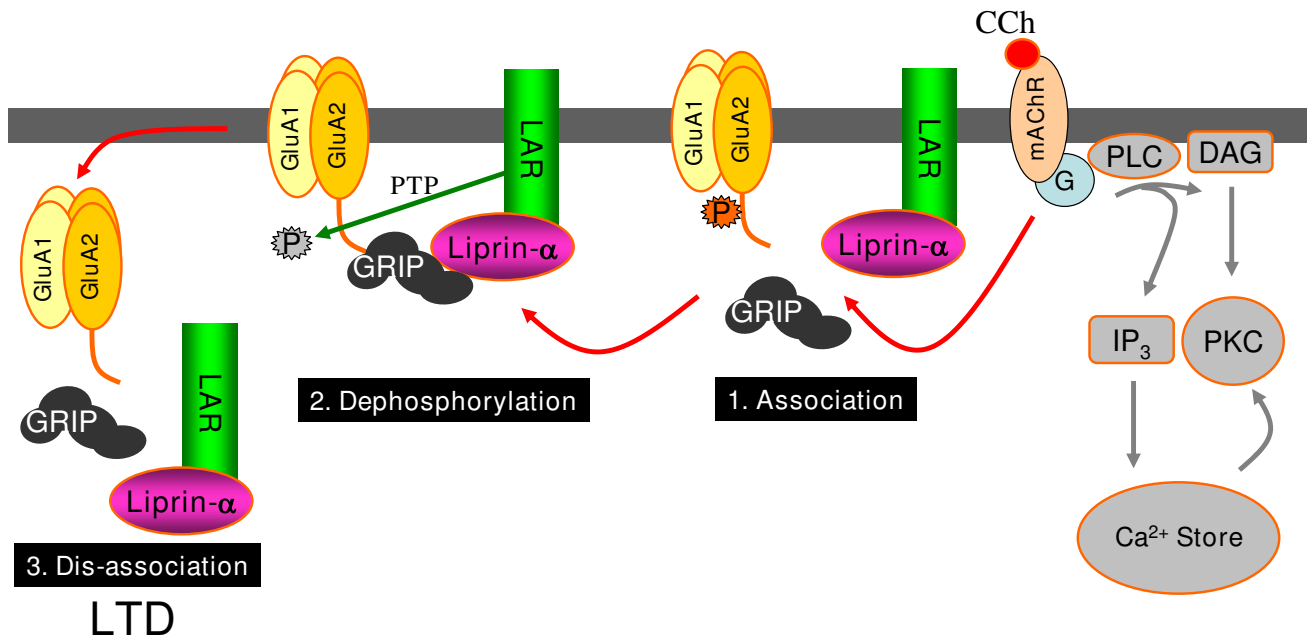 CCh
GluA1
GluA2
LAR
GluA1
GluA2
LAR
mAChR
G
PLC
DAG
PTP
P
P
GRIP
Liprin-α
Liprin-α
GRIP
GluA1
GluA2
LAR
GRIP
Liprin-α
IP₃
PKC
2. Dephosphorylation
1. Association
Ca²⁺ Store
3. Dis-association
LTD